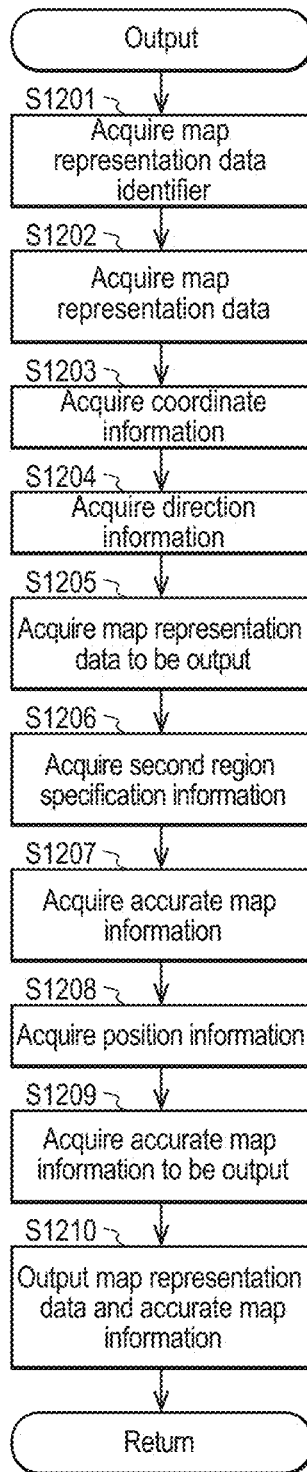 Output
S1201
Acquire map
representation data
identifier
S1202
Acquire map
representation data
S1203
Acquire coordinate
information
S1204
Acquire direction
information
S1205
Acquire map representation
data to be output
S1206
Acquire second region
specification information
S1207
Acquire accurate map
information
S1208
Acquire position information
S1209
Acquire accurate map
information to be output
S1210
Output map representation
data and accurate map
information
Return